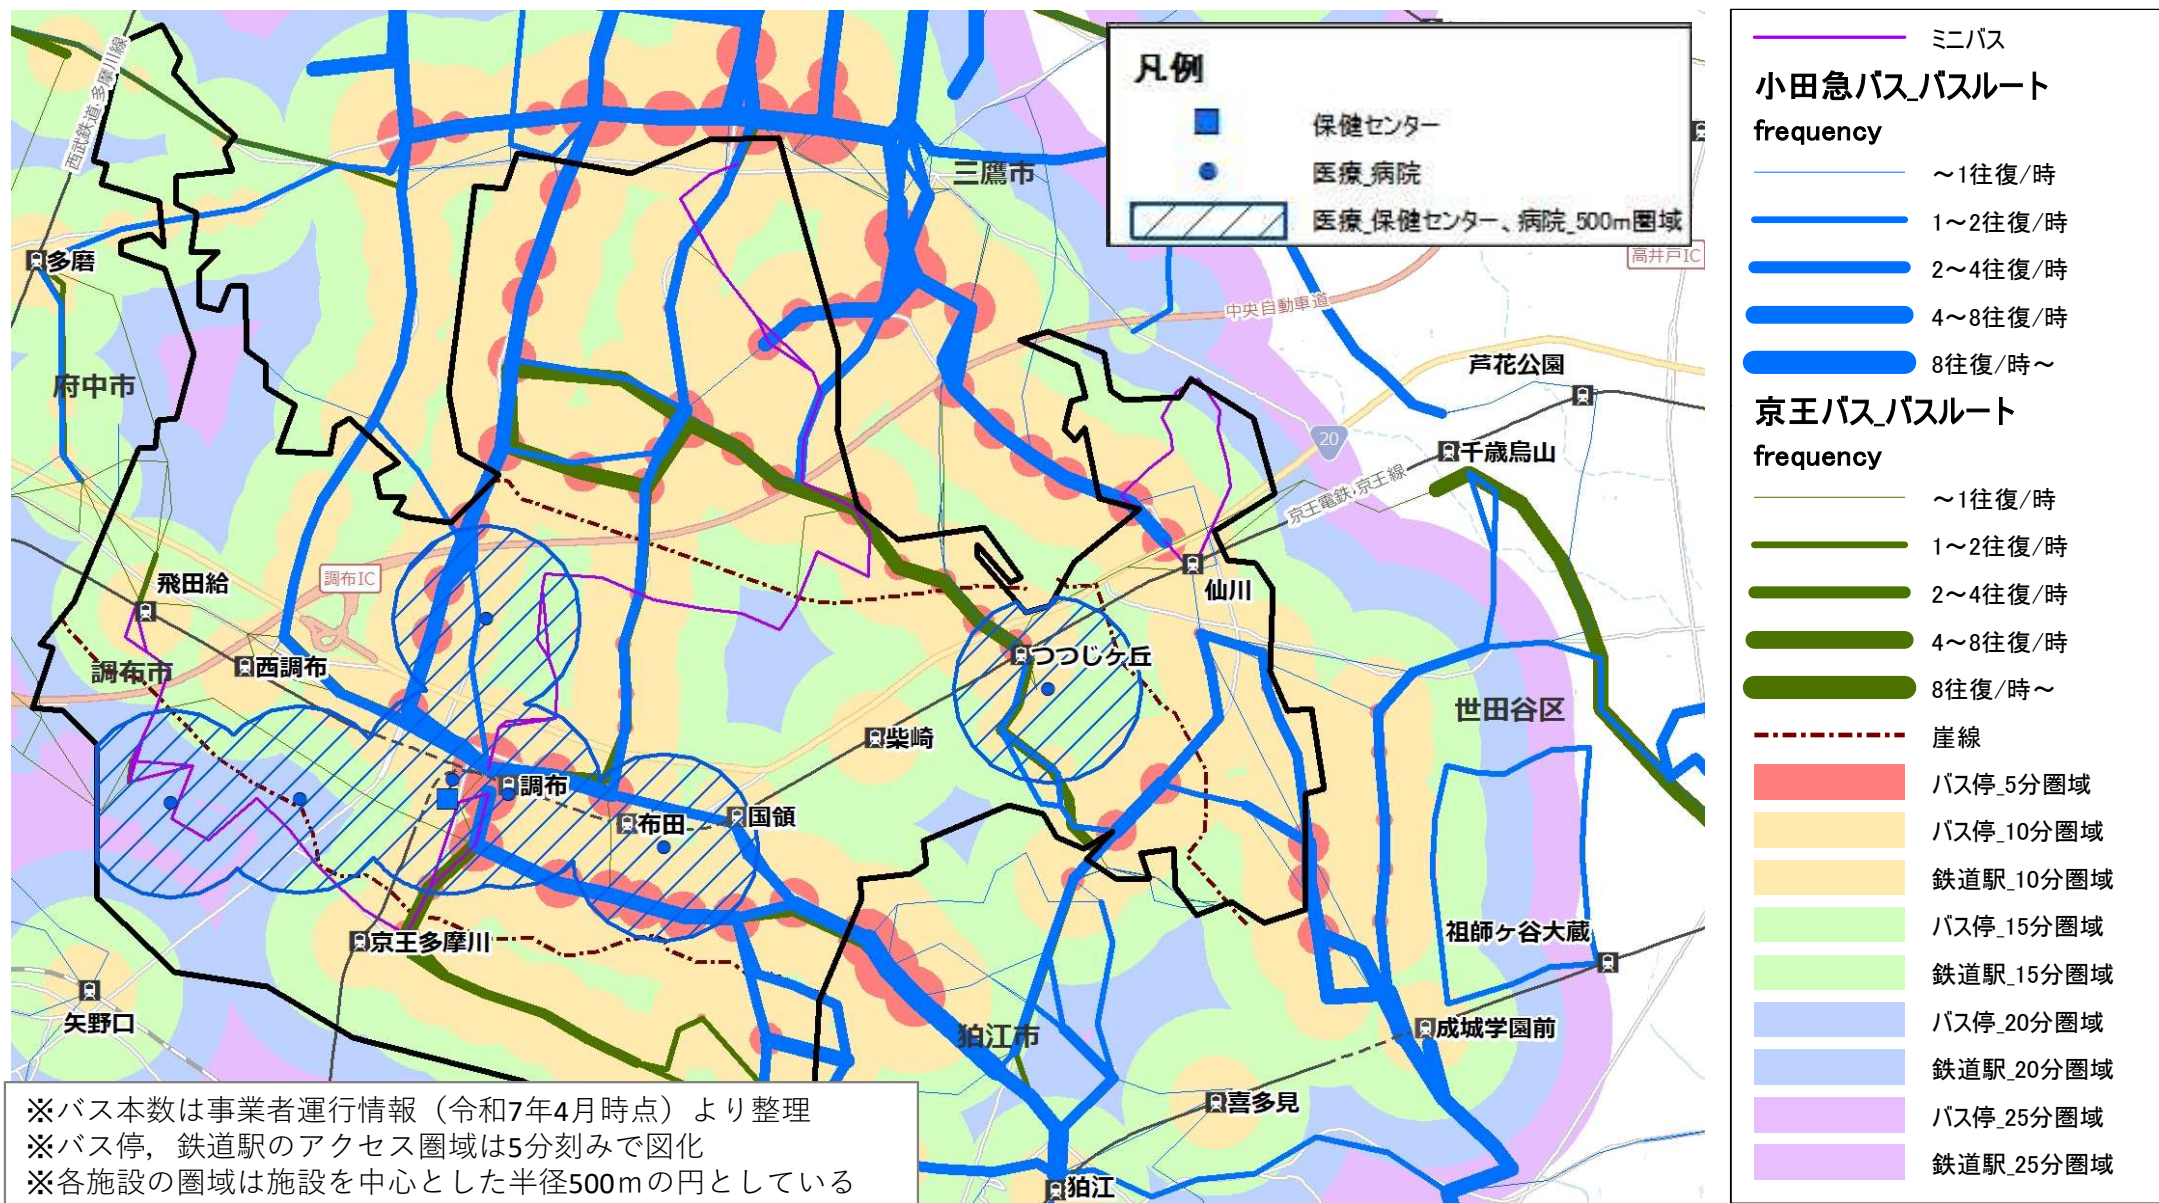 西武鉄道・多摩川線
三鷹市
多磨
府中市
中央自動車道
高井戸IC
芦花公園
20
千歳烏山
京王電鉄・京王線
飛田給
調布IC
仙川
調布市
西調布
つつじヶ丘
世田谷区
柴崎
調布
布田
国領
京王多摩川
祖師ヶ谷大蔵
矢野口
狛江市
成城学園前
喜多見
狛江
凡例
保健センター
医療_病院
医療_保健センター、病院_500m圏域
※バス本数は事業者運行情報（令和7年4月時点）より整理
※バス停，鉄道駅のアクセス圏域は5分刻みで図化
※各施設の圏域は施設を中心とした半径500ｍの円としている
ミニバス
小田急バス_バスルート
frequency
～1往復/時
1～2往復/時
2～4往復/時
4～8往復/時
8往復/時～
京王バス_バスルート
frequency
～1往復/時
1～2往復/時
2～4往復/時
4～8往復/時
8往復/時～
崖線
バス停_5分圏域
バス停_10分圏域
鉄道駅_10分圏域
バス停_15分圏域
鉄道駅_15分圏域
バス停_20分圏域
鉄道駅_20分圏域
バス停_25分圏域
鉄道駅_25分圏域